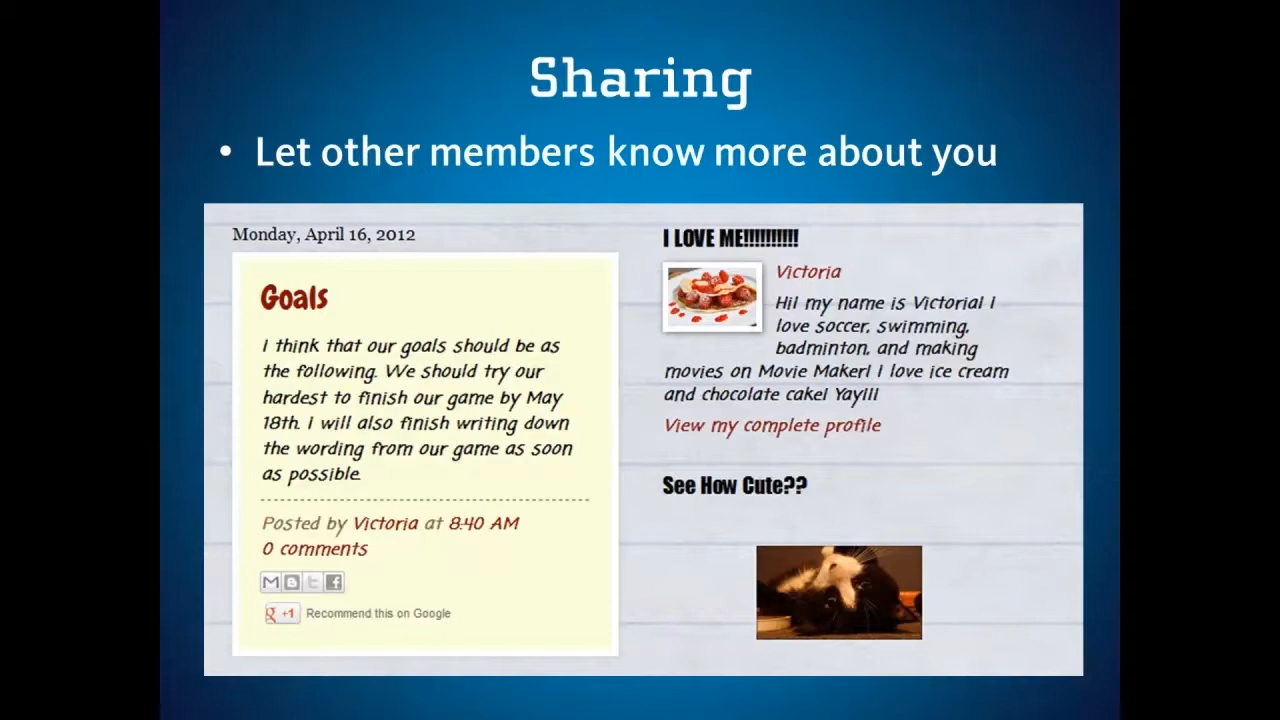 Sharing
• Let other members know more about you
Monday, April 16, 2012
Goals
I think that our goals should be as
the following. We should try our
hardest to finish our game by May
18th. I will also finish writing down
the wording from our game as soon
as possible.
Posted by Victoria at 8:40 AM
0 comments
g +1 Recommend this on Google
I LOVE ME!!!!!!!!!!
Victoria
Hi! my name is Victoria! I
love soccer, swimming,
badminton, and making
movies on Movie Maker! I love ice cream
and chocolate cake! Yay!!!
View my complete profile
See How Cute??